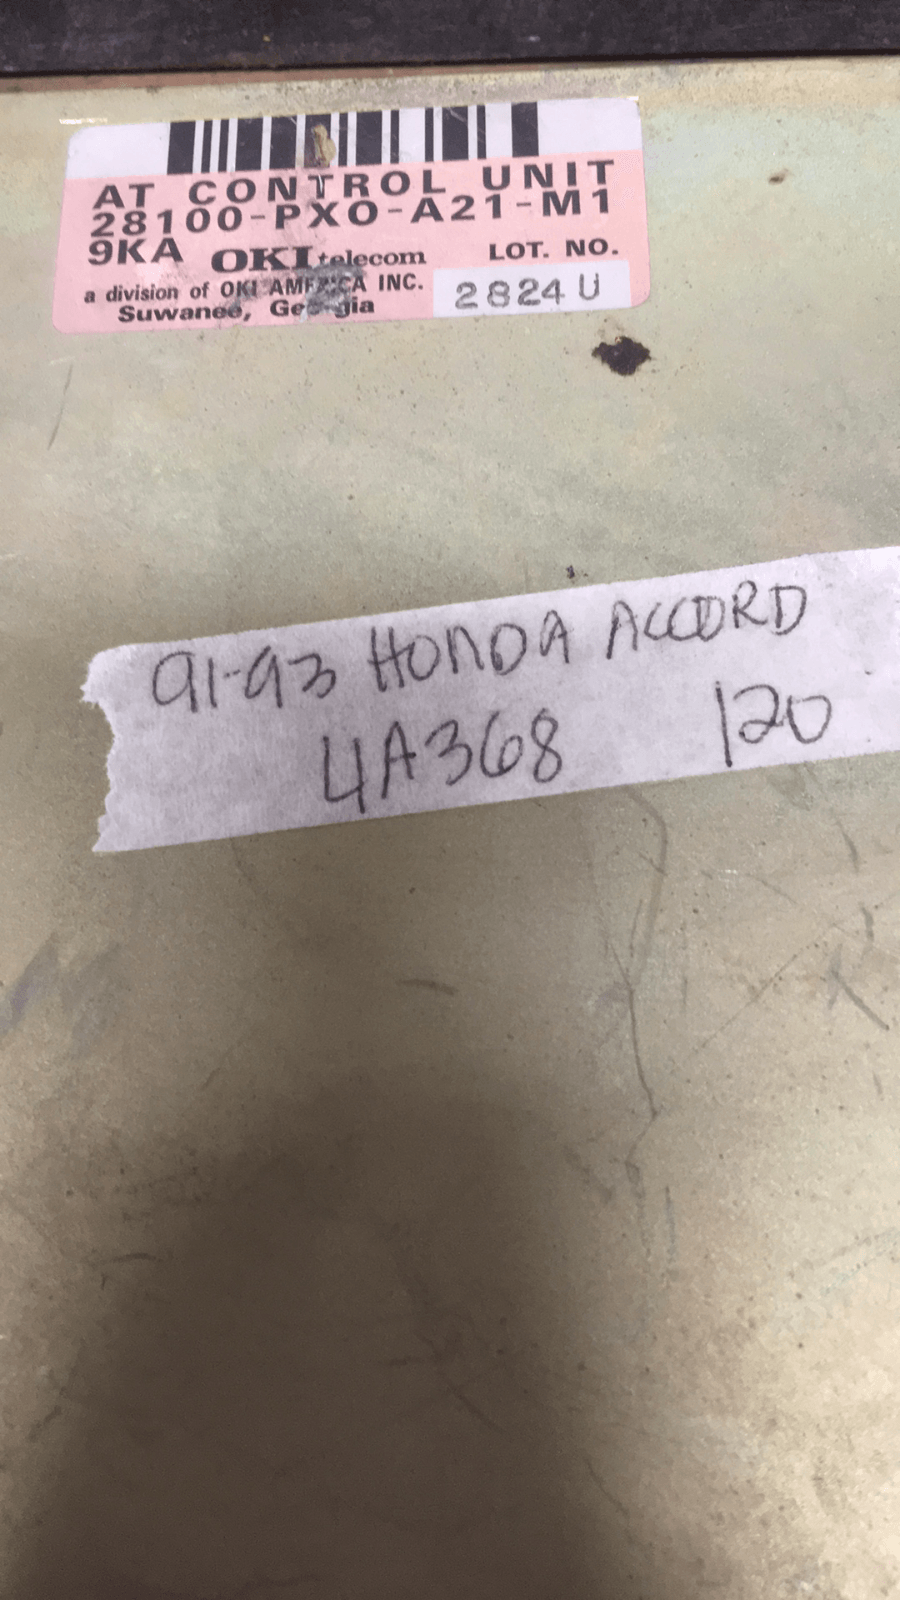 AT CONTROL UNIT
28100-PX0-A21-M1
9KA OKI telecom LOT. NO.
a division of OKI AMERICA INC. 2824U
Suwanee, Georgia
91-93 HONDA ACCORD
4A368 120